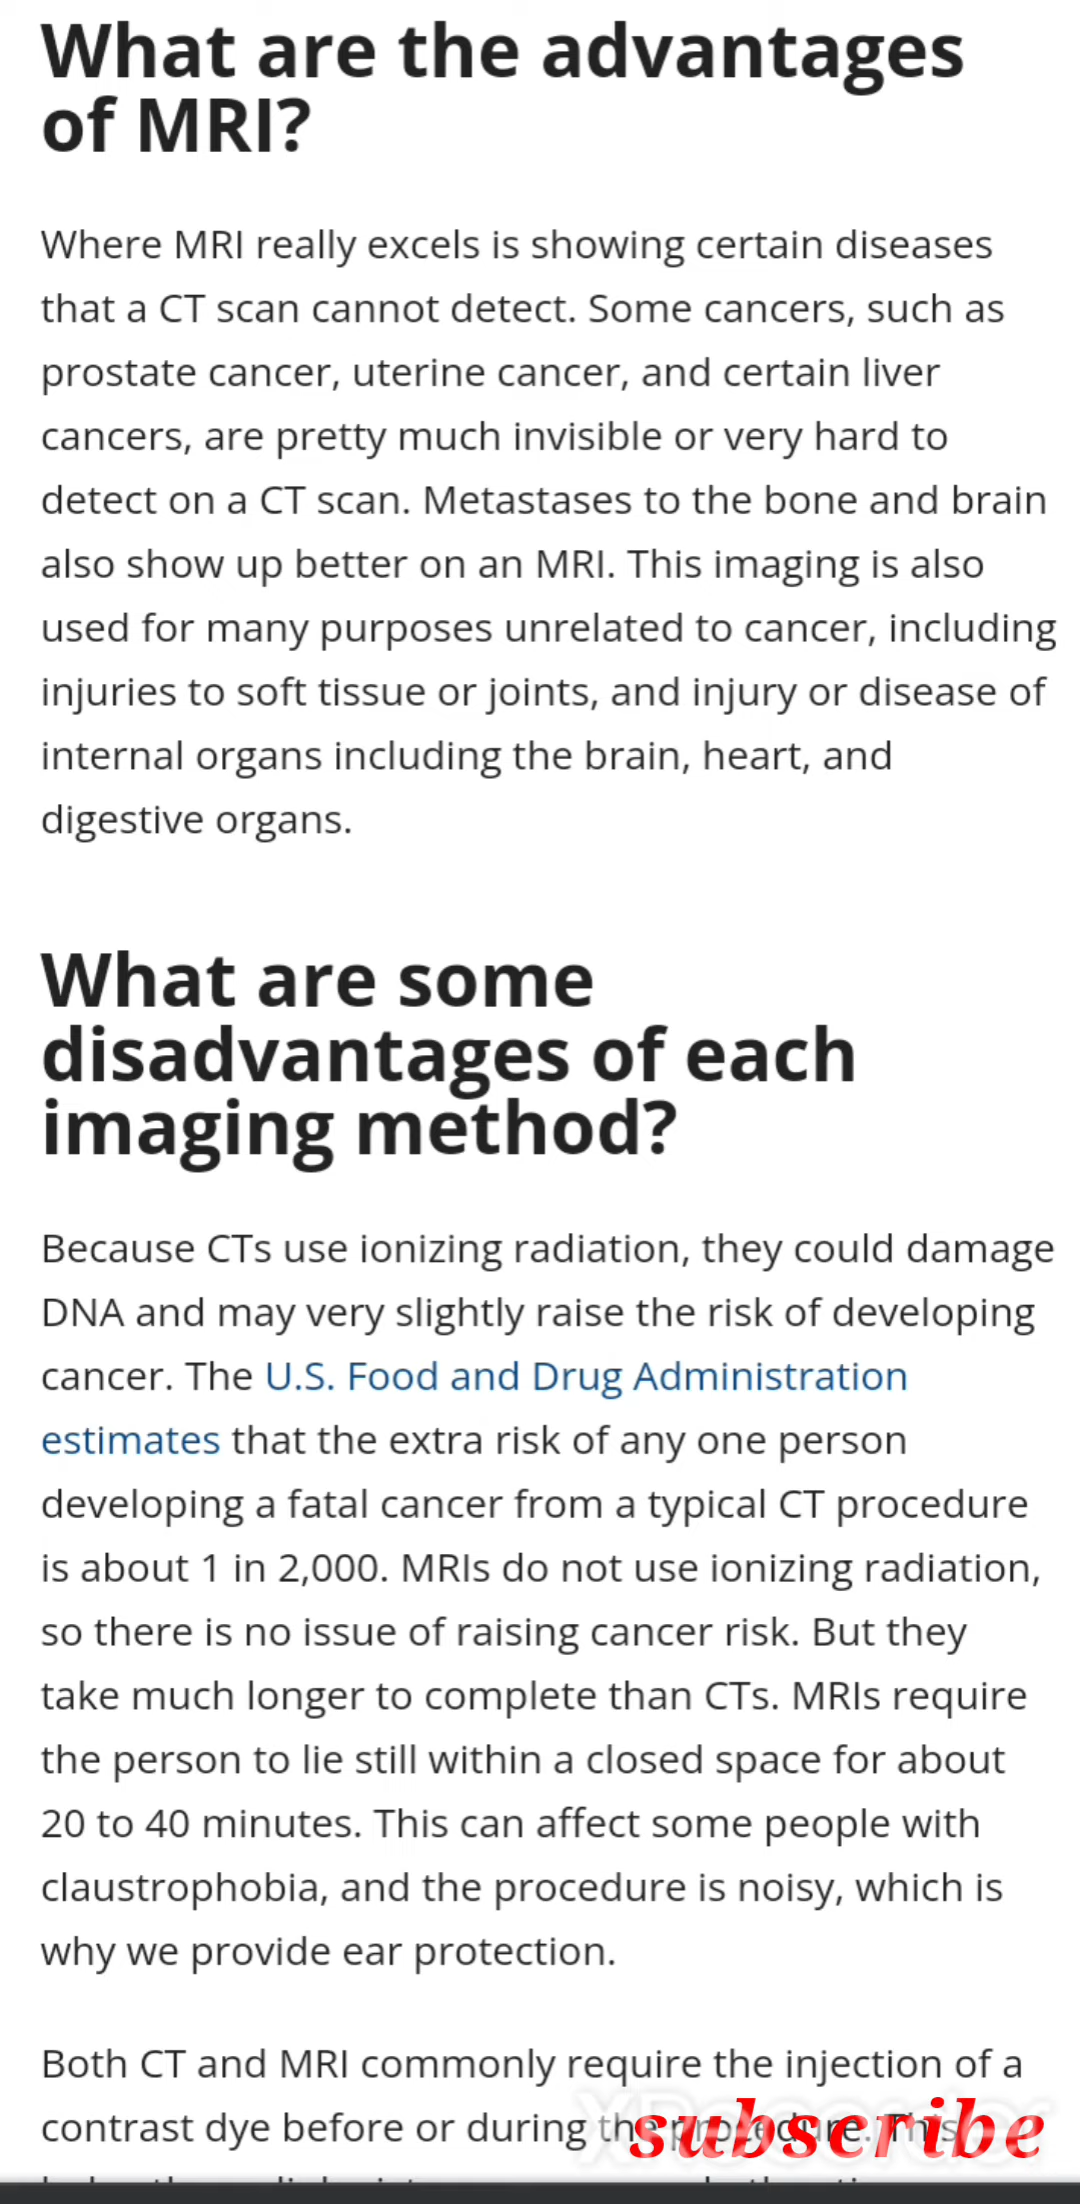 What are the advantages
of MRI?
Where MRI really excels is showing certain diseases
that a CT scan cannot detect. Some cancers, such as
prostate cancer, uterine cancer, and certain liver
cancers, are pretty much invisible or very hard to
detect on a CT scan. Metastases to the bone and brain
also show up better on an MRI. This imaging is also
used for many purposes unrelated to cancer, including
injuries to soft tissue or joints, and injury or disease of
internal organs including the brain, heart, and
digestive organs.
What are some
disadvantages of each
imaging method?
Because CTs use ionizing radiation, they could damage
DNA and may very slightly raise the risk of developing
cancer. The U.S. Food and Drug Administration
estimates that the extra risk of any one person
developing a fatal cancer from a typical CT procedure
is about 1 in 2,000. MRIs do not use ionizing radiation,
so there is no issue of raising cancer risk. But they
take much longer to complete than CTs. MRIs require
the person to lie still within a closed space for about
20 to 40 minutes. This can affect some people with
claustrophobia, and the procedure is noisy, which is
why we provide ear protection.
Both CT and MRI commonly require the injection of a
contrast dye before or during the procedure. This
subscribe